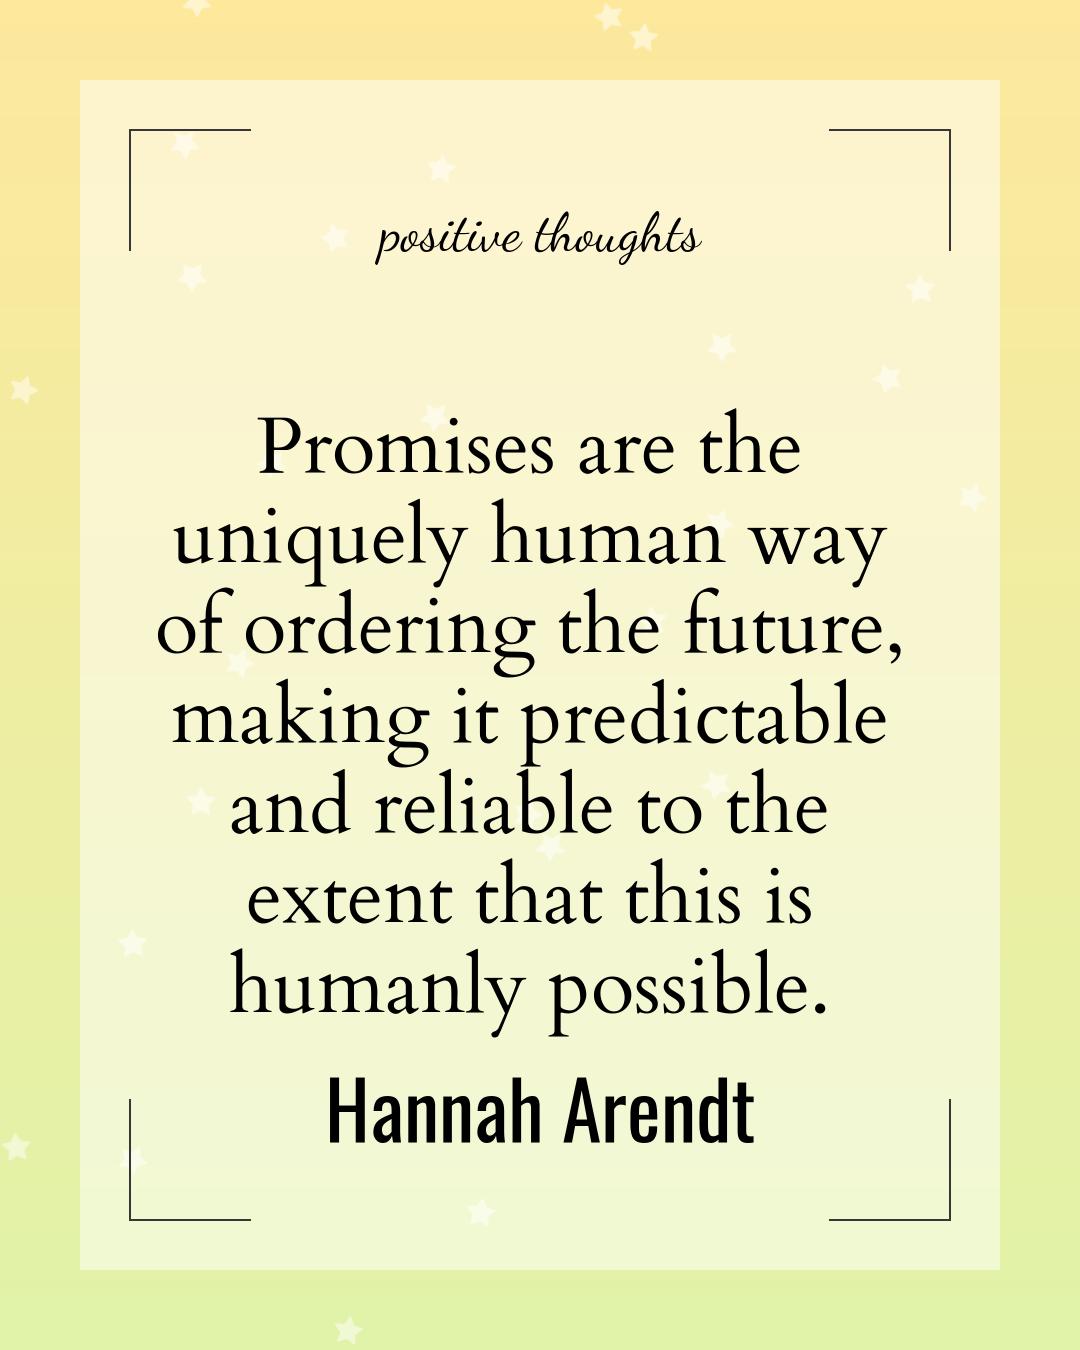 positive thoughts
Promises are the
uniquely human way
of ordering the future,
making it predictable
and reliable to the
extent that this is
humanly possible.
Hannah Arendt